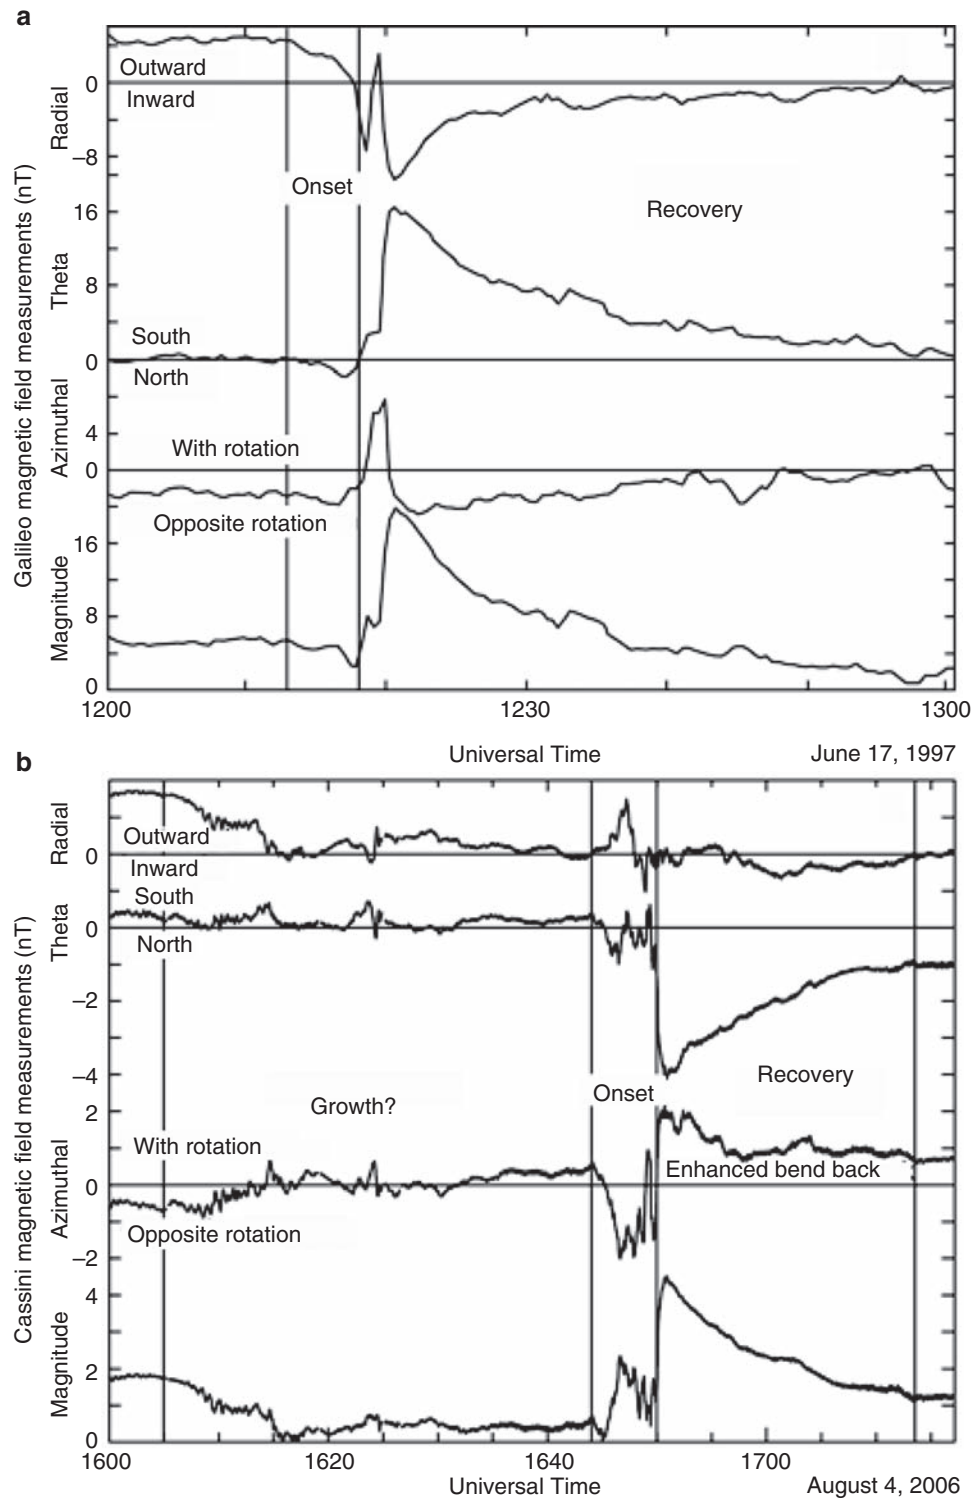 a
Galileo magnetic field measurements (nT)
Radial
0
−8
Outward
Inward
Onset
Recovery
Theta
16
8
0
South
North
Azimuthal
4
0
With rotation
Opposite rotation
Magnitude
16
8
0
1200
1230
1300
Universal Time
June 17, 1997
b
Cassini magnetic field measurements (nT)
Radial
0
Outward
Inward
Theta
South
0
North
−2
−4
Growth?
Onset
Recovery
Azimuthal
2
With rotation
0
Enhanced bend back
Opposite rotation
−2
Magnitude
4
2
0
1600
1620
1640
1700
Universal Time
August 4, 2006